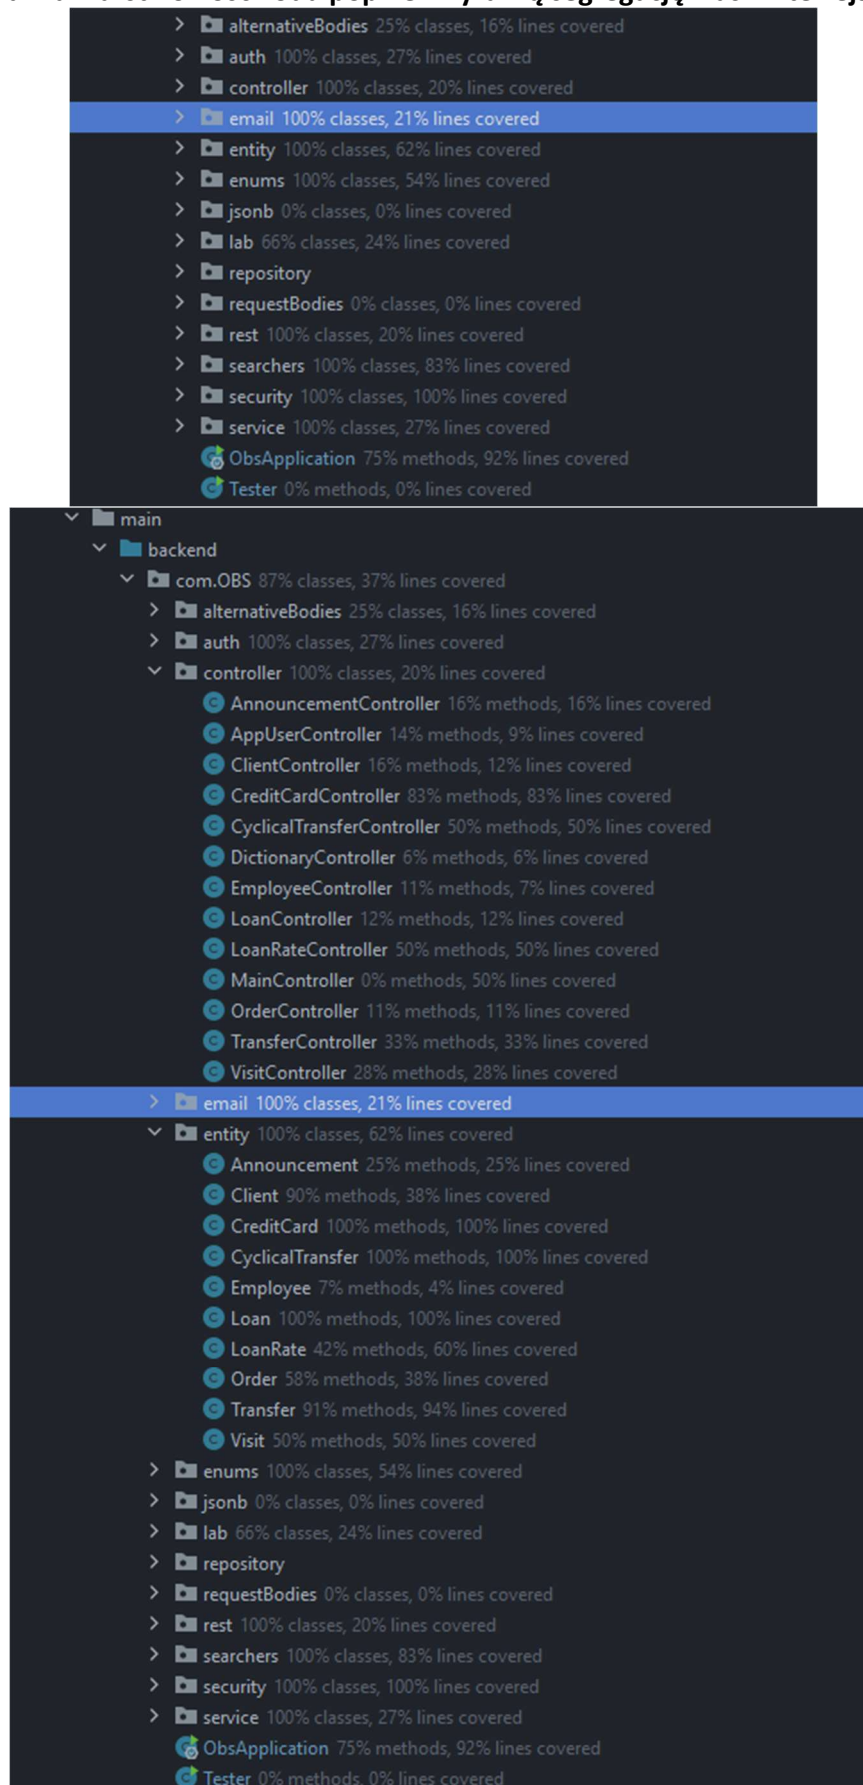 alternativeBodies 25% classes, 16% lines covered
auth 100% classes, 27% lines covered
controller 100% classes, 20% lines covered
email 100% classes, 21% lines covered
entity 100% classes, 62% lines covered
enums 100% classes, 54% lines covered
jsonb 0% classes, 0% lines covered
lab 66% classes, 24% lines covered
repository
requestBodies 0% classes, 0% lines covered
rest 100% classes, 20% lines covered
searchers 100% classes, 83% lines covered
security 100% classes, 100% lines covered
service 100% classes, 27% lines covered
ObsApplication 75% methods, 92% lines covered
Tester 0% methods, 0% lines covered
main
backend
com.OBS 87% classes, 37% lines covered
alternativeBodies 25% classes, 16% lines covered
auth 100% classes, 27% lines covered
controller 100% classes, 20% lines covered
AnnouncementController 16% methods, 16% lines covered
AppUserController 14% methods, 9% lines covered
ClientController 16% methods, 12% lines covered
CreditCardController 83% methods, 83% lines covered
CyclicalTransferController 50% methods, 50% lines covered
DictionaryController 6% methods, 6% lines covered
EmployeeController 11% methods, 7% lines covered
LoanController 12% methods, 12% lines covered
LoanRateController 50% methods, 50% lines covered
MainController 0% methods, 50% lines covered
OrderController 11% methods, 11% lines covered
TransferController 33% methods, 33% lines covered
VisitController 28% methods, 28% lines covered
email 100% classes, 21% lines covered
entity 100% classes, 62% lines covered
Announcement 25% methods, 25% lines covered
Client 90% methods, 38% lines covered
CreditCard 100% methods, 100% lines covered
CyclicalTransfer 100% methods, 100% lines covered
Employee 7% methods, 4% lines covered
Loan 100% methods, 100% lines covered
LoanRate 42% methods, 60% lines covered
Order 58% methods, 38% lines covered
Transfer 91% methods, 94% lines covered
Visit 50% methods, 50% lines covered
enums 100% classes, 54% lines covered
jsonb 0% classes, 0% lines covered
lab 66% classes, 24% lines covered
repository
requestBodies 0% classes, 0% lines covered
rest 100% classes, 20% lines covered
searchers 100% classes, 83% lines covered
security 100% classes, 100% lines covered
service 100% classes, 27% lines covered
ObsApplication 75% methods, 92% lines covered
Tester 0% methods, 0% lines covered